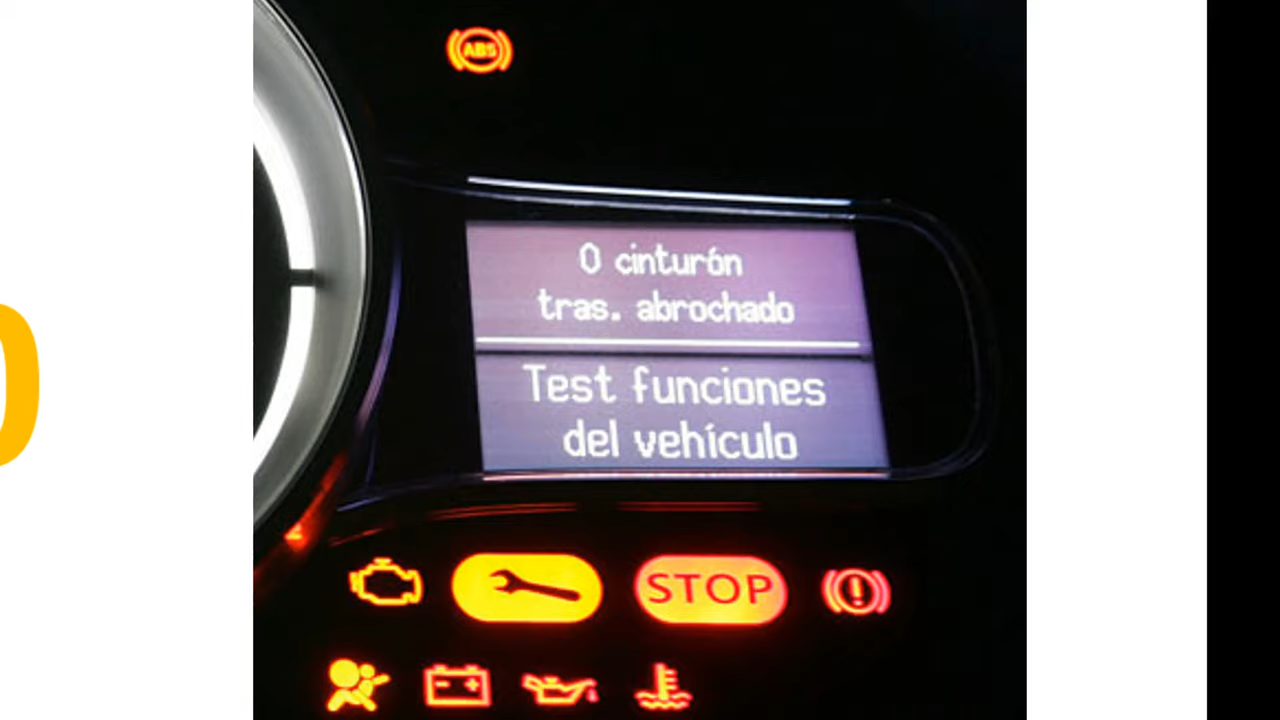 ABS
0 cinturón
tras. abrochado
Test funciones
del vehículo
STOP